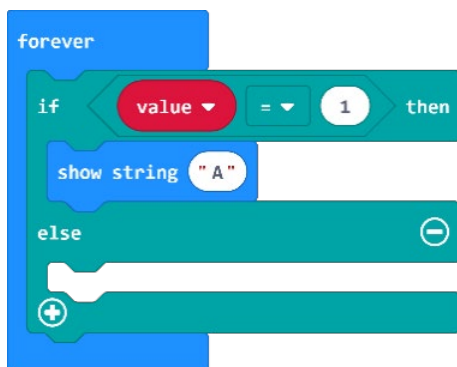 forever
if value = 1 then
show string "A"
else